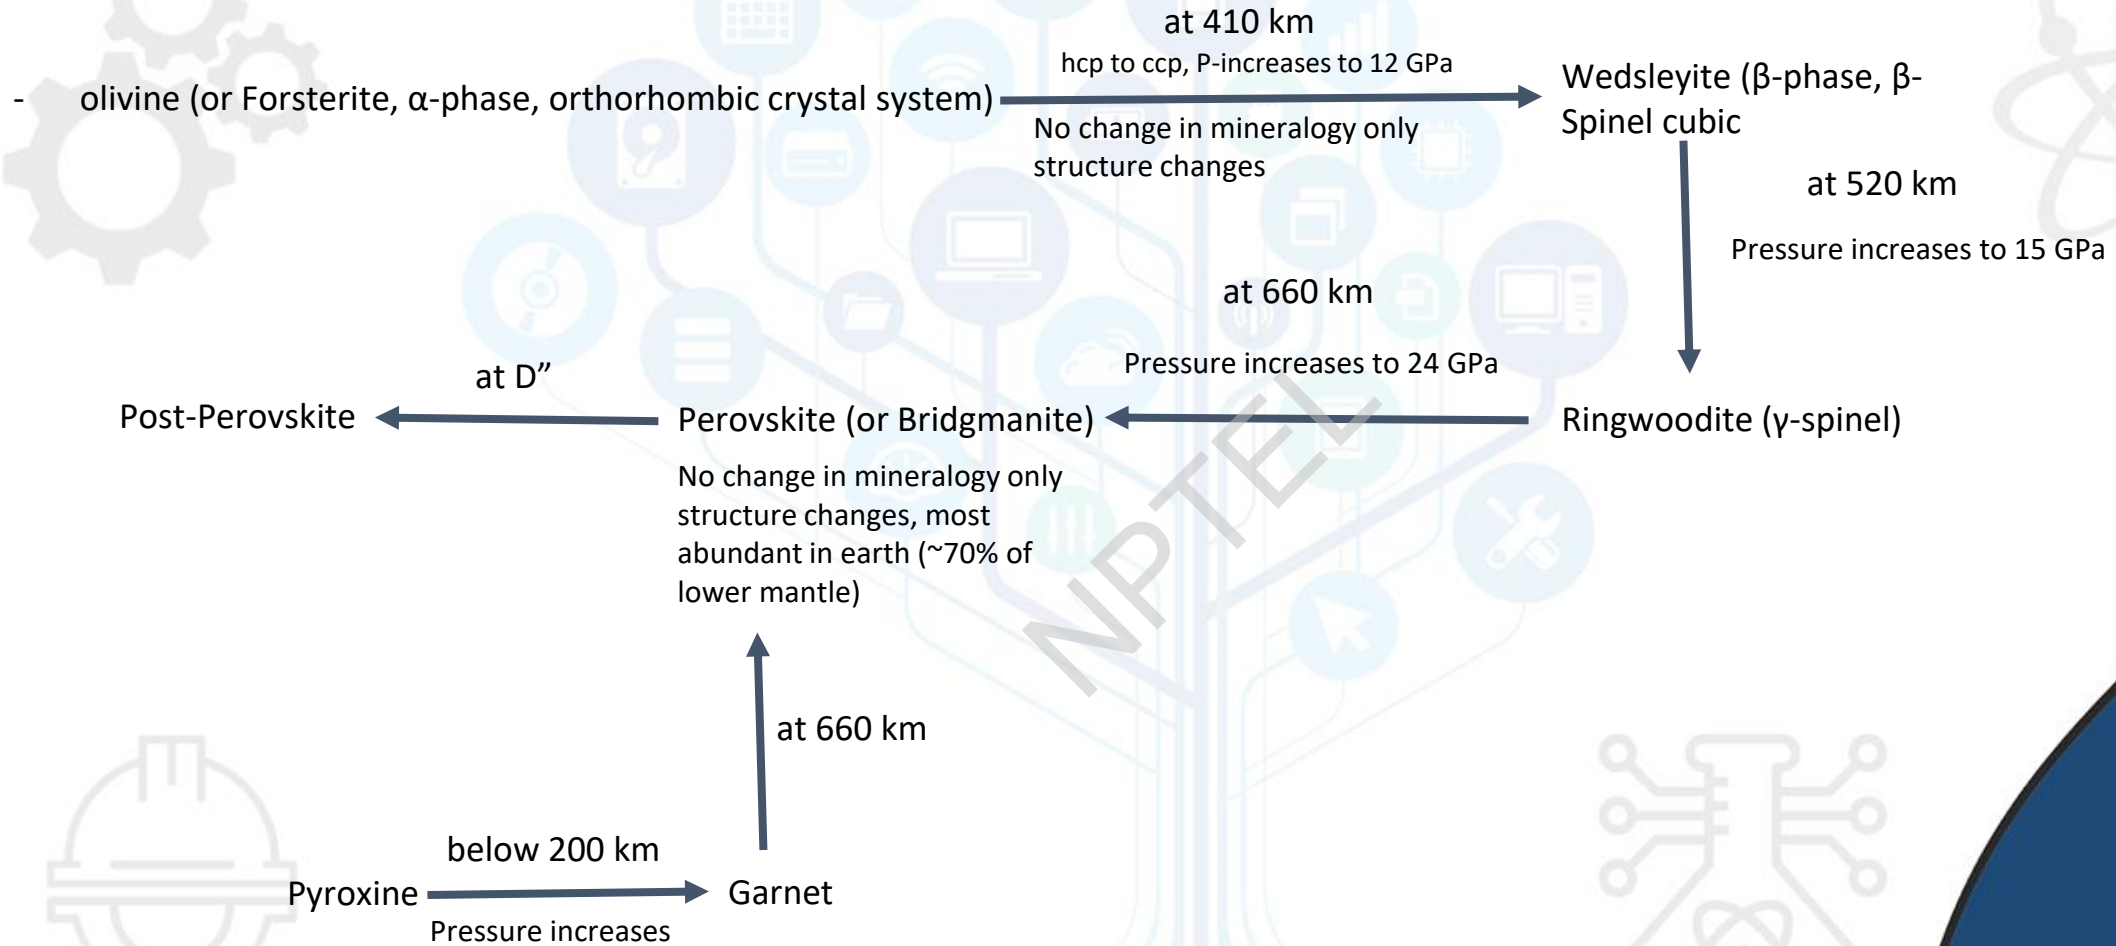 at 410 km
hcp to ccp, P-increases to 12 GPa
- olivine (or Forsterite, α-phase, orthorhombic crystal system)
No change in mineralogy only
structure changes
Wedsleyite (β-phase, β-
Spinel cubic
at 520 km
Pressure increases to 15 GPa
at 660 km
Pressure increases to 24 GPa
at D”
Post-Perovskite
Perovskite (or Bridgmanite)
Ringwoodite (γ-spinel)
No change in mineralogy only
structure changes, most
abundant in earth (~70% of
lower mantle)
NPTEL
at 660 km
below 200 km
Pyroxine
Garnet
Pressure increases